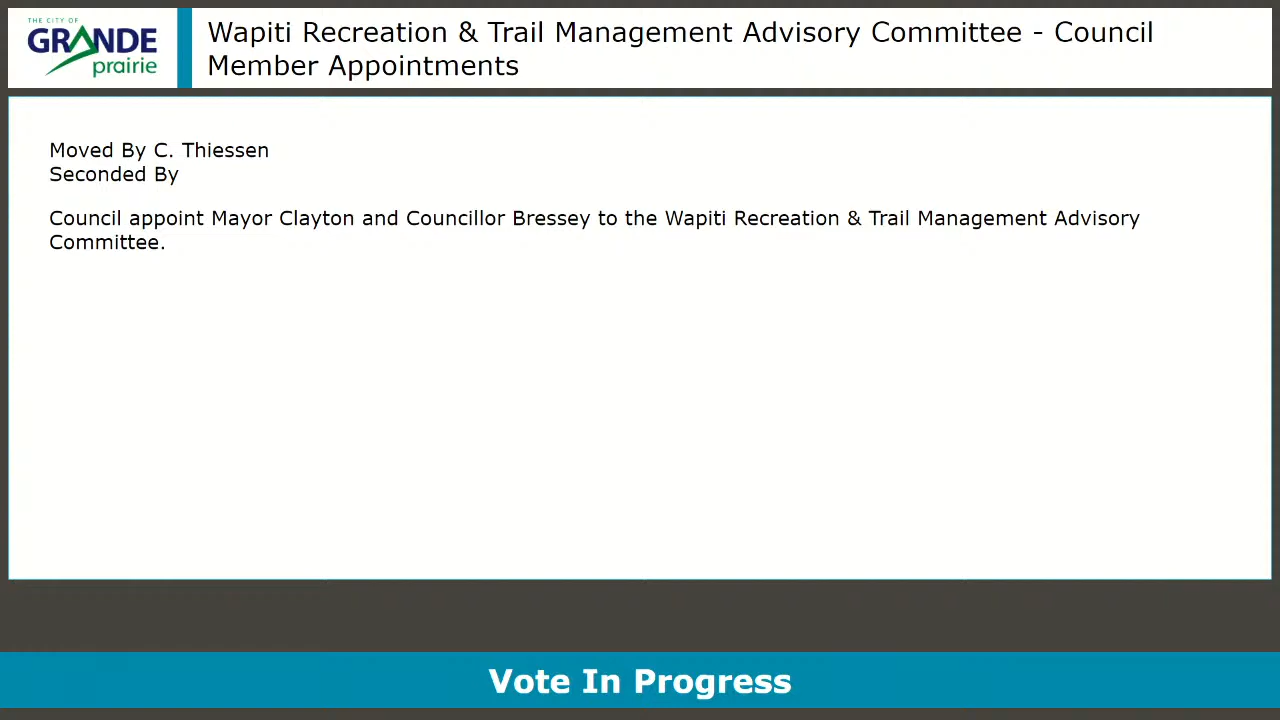 THE CITY OF
GRANDE
prairie
Wapiti Recreation & Trail Management Advisory Committee - Council
Member Appointments
Moved By C. Thiessen
Seconded By
Council appoint Mayor Clayton and Councillor Bressey to the Wapiti Recreation & Trail Management Advisory
Committee.
Vote In Progress